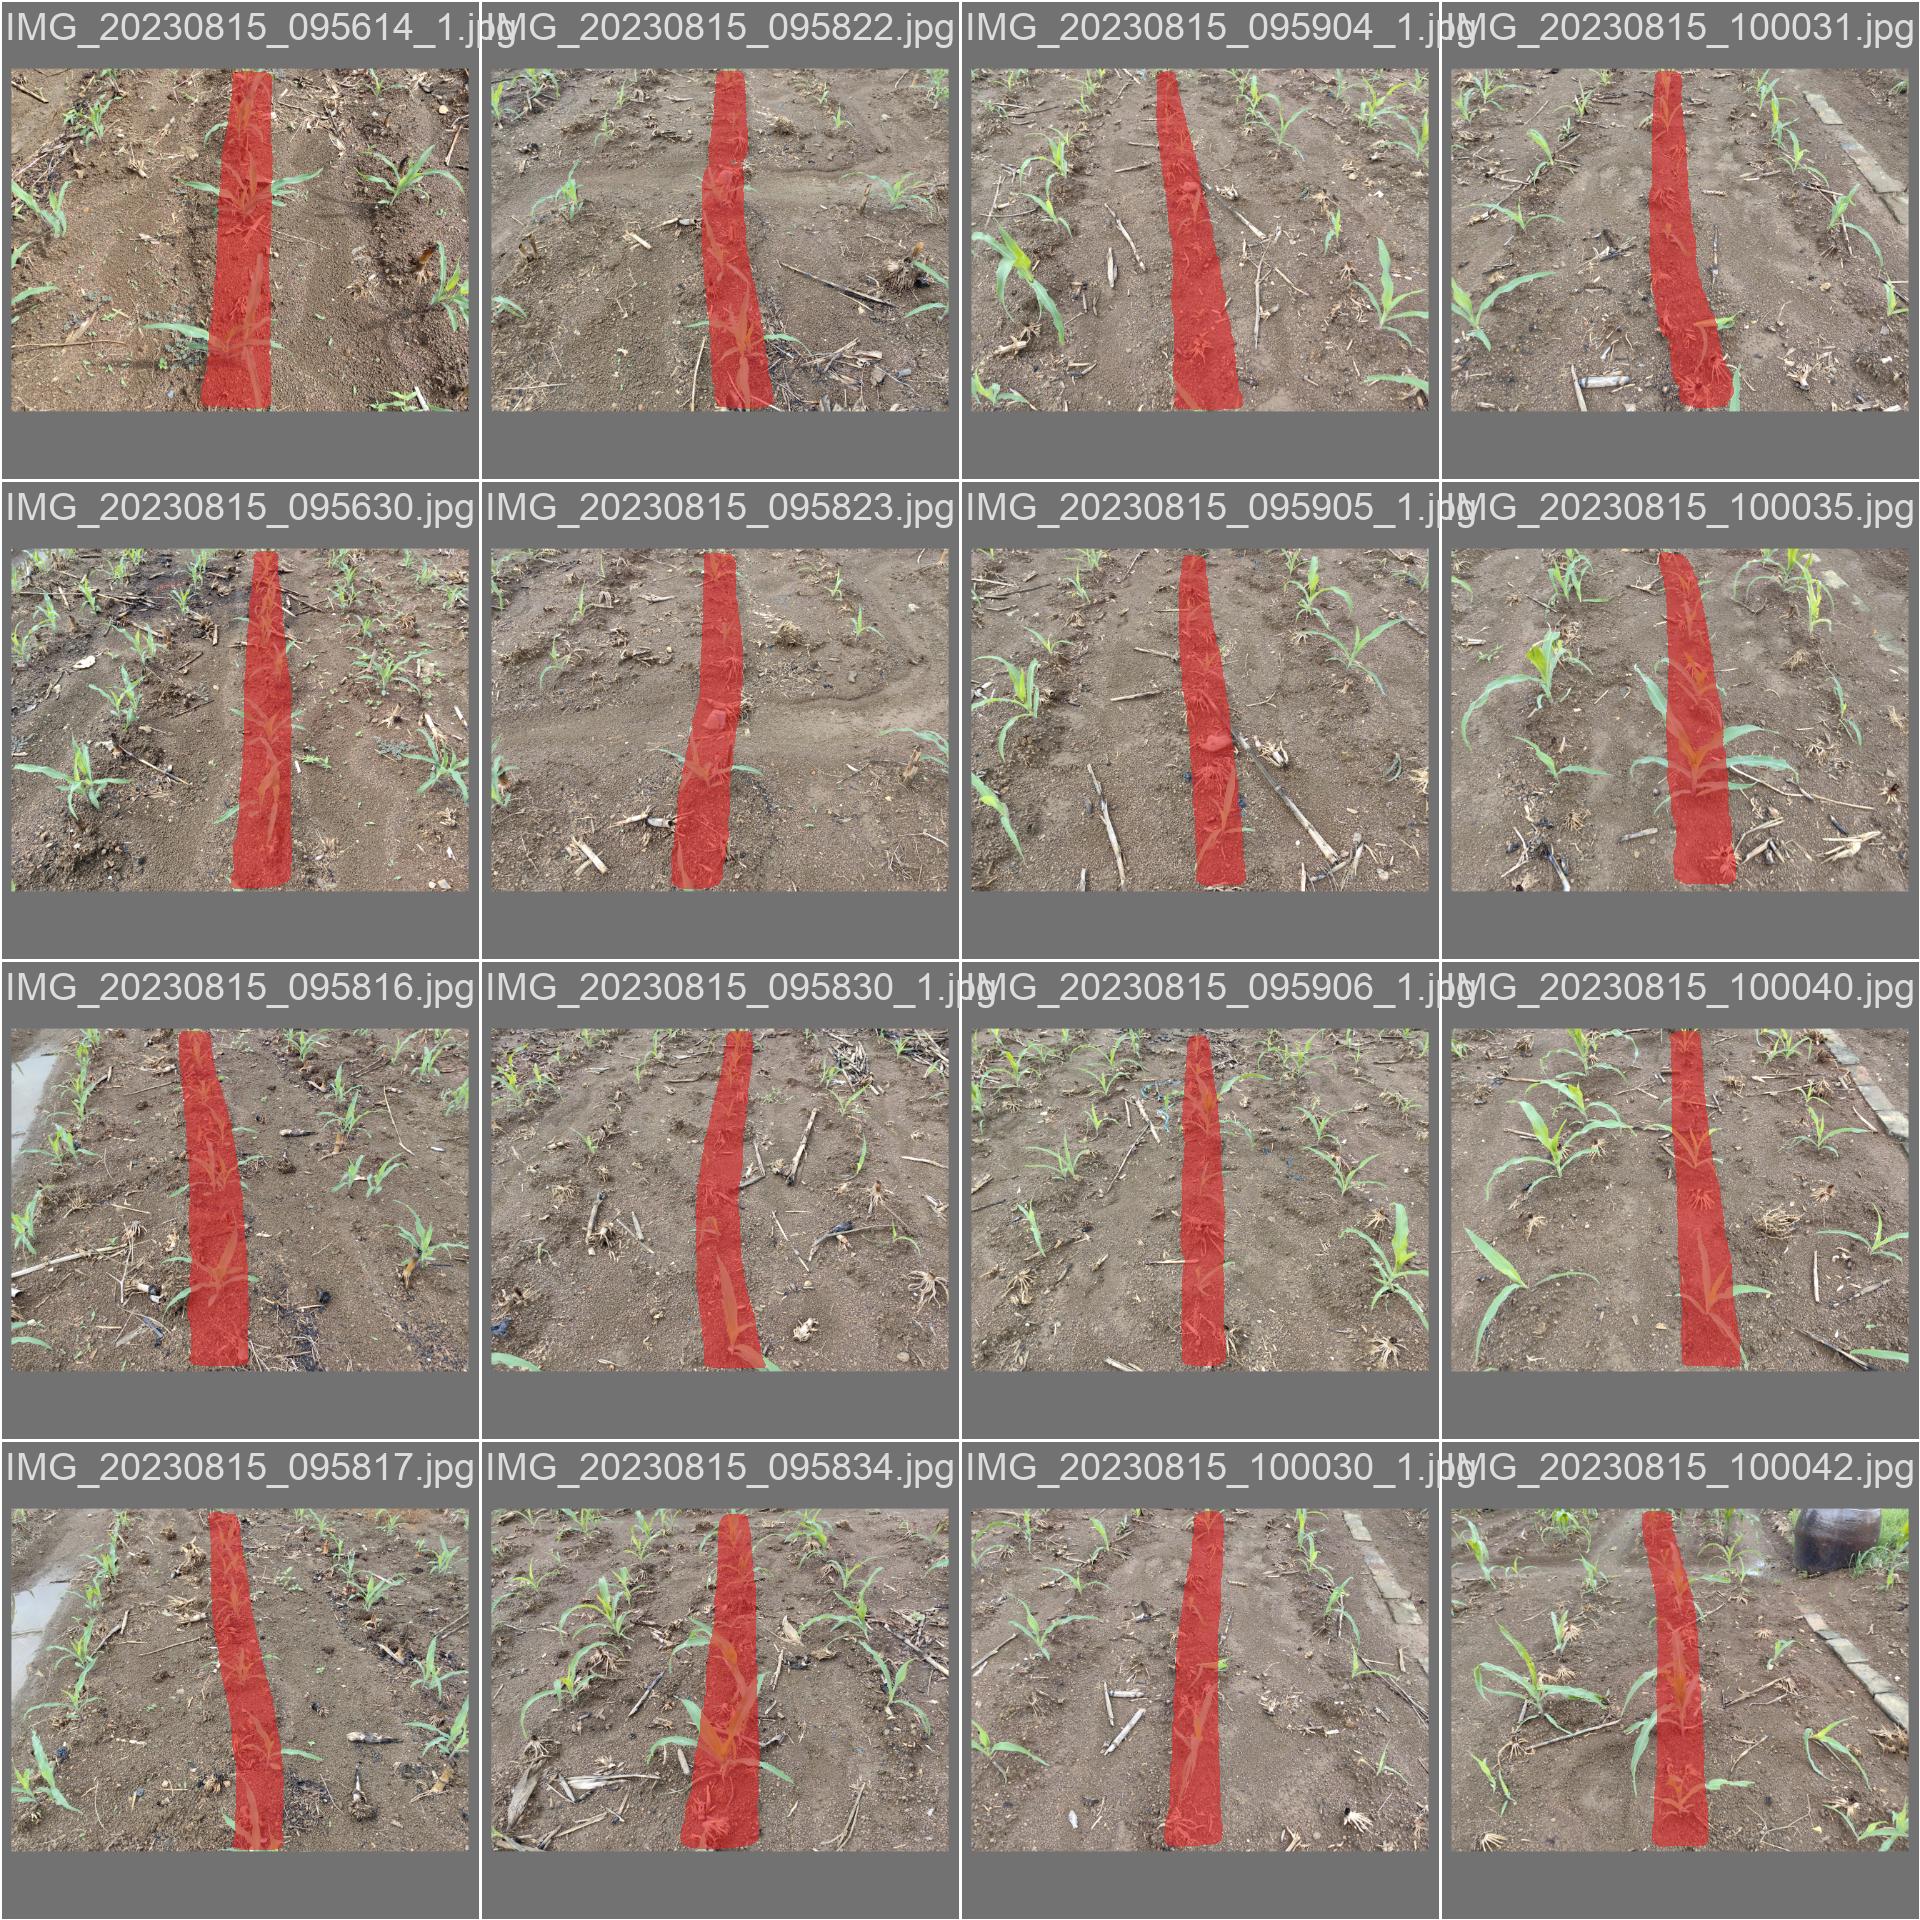 IMG_20230815_095614_1.jpg
IMG_20230815_095822.jpg
IMG_20230815_095904_1.jpg
IMG_20230815_100031.jpg
IMG_20230815_095630.jpg
IMG_20230815_095823.jpg
IMG_20230815_095905_1.jpg
IMG_20230815_100035.jpg
IMG_20230815_095816.jpg
IMG_20230815_095830_1.jpg
IMG_20230815_095906_1.jpg
IMG_20230815_100040.jpg
IMG_20230815_095817.jpg
IMG_20230815_095834.jpg
IMG_20230815_100030_1.jpg
IMG_20230815_100042.jpg